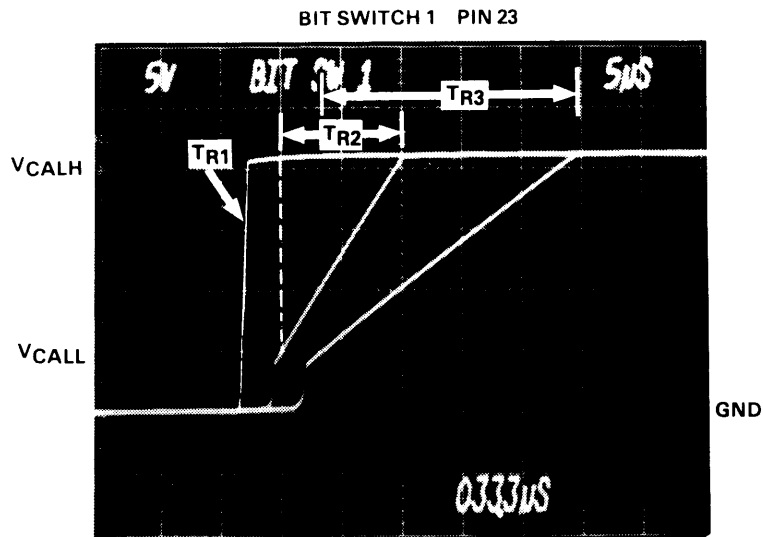 BIT SWITCH 1 PIN 23
5V BIT SW 1 5μS
TR3
TR2
TR1
VCALH
VCALL
GND
0.333μS